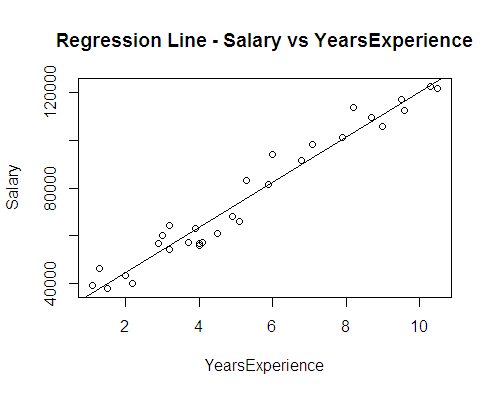 Regression Line - Salary vs YearsExperience
120000
80000
40000
Salary
2 4 6 8 10
YearsExperience